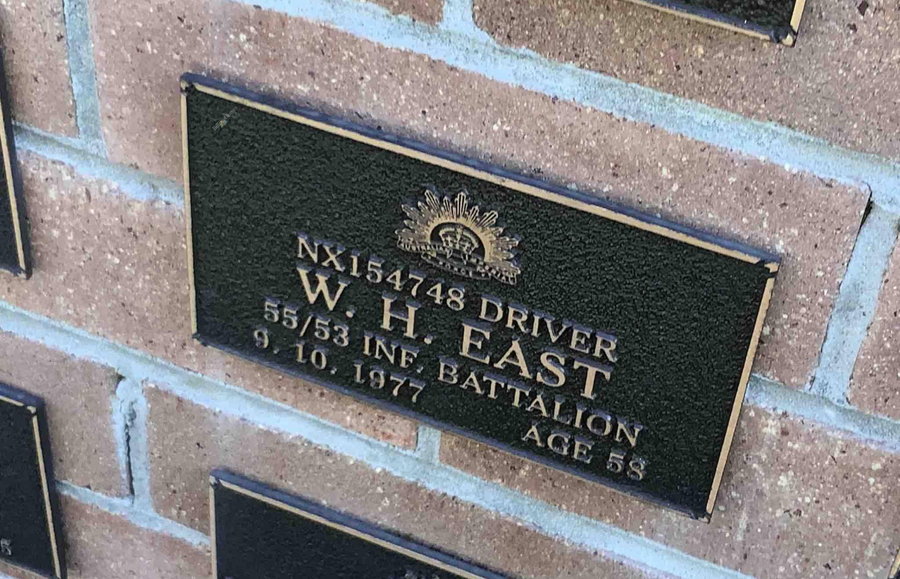 NX154748 DRIVER
W. H. EAST
55/53 INF. BATTALION
9. 10. 1977 AGE 58